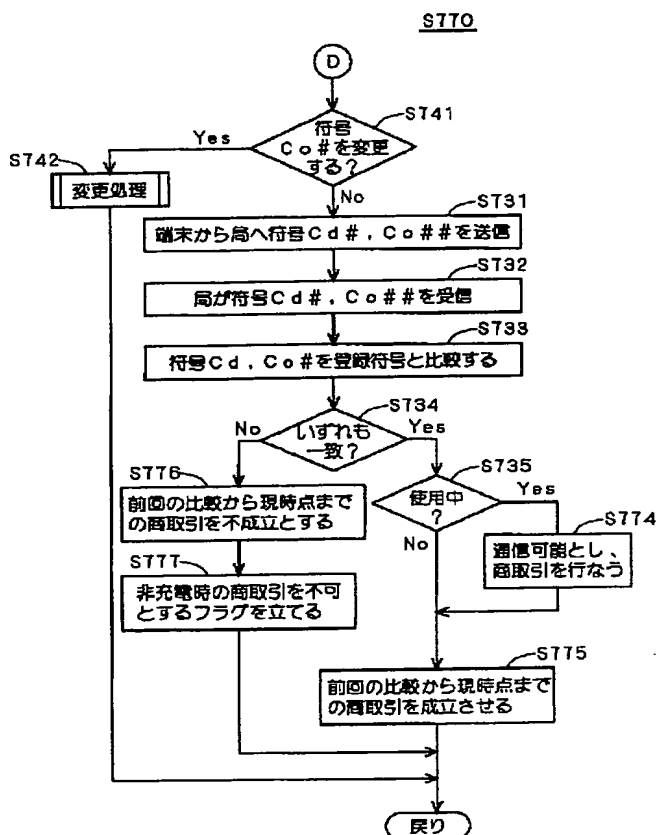 S770
D
S741
符号
Co#を変更
する?
Yes
No
S742
変更処理
S731
端末から局へ符号Cd#,Co##を送信
S732
局が符号Cd#,Co##を受信
S733
符号Cd,Co#を登録符号と比較する
S734
いずれも
一致?
No
Yes
S776
前回の比較から現時点まで
の商取引を不成立とする
S777
非充電時の商取引を不可
とするフラグを立てる
S735
使用中
?
Yes
No
S774
通信可能とし、
商取引を行なう
S775
前回の比較から現時点まで
の商取引を成立させる
戻り